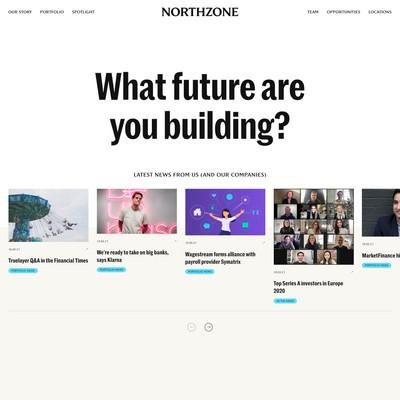 OUR STORY PORTFOLIO SPOTLIGHT NORTHZONE TEAM OPPORTUNITIES LOCATIONS
What future are
you building?
LATEST NEWS FROM US (AND OUR COMPANIES)
Truelayer Q&A in the Financial Times
PORTFOLIO NEWS
We're ready to take on big banks,
says Klarna
PORTFOLIO NEWS
Wagestream forms alliance with
payroll provider Symatrix
PORTFOLIO NEWS
Top Series A investors in Europe
2020
IN THE NEWS
MarketFinance
PORTFOLIO NEWS